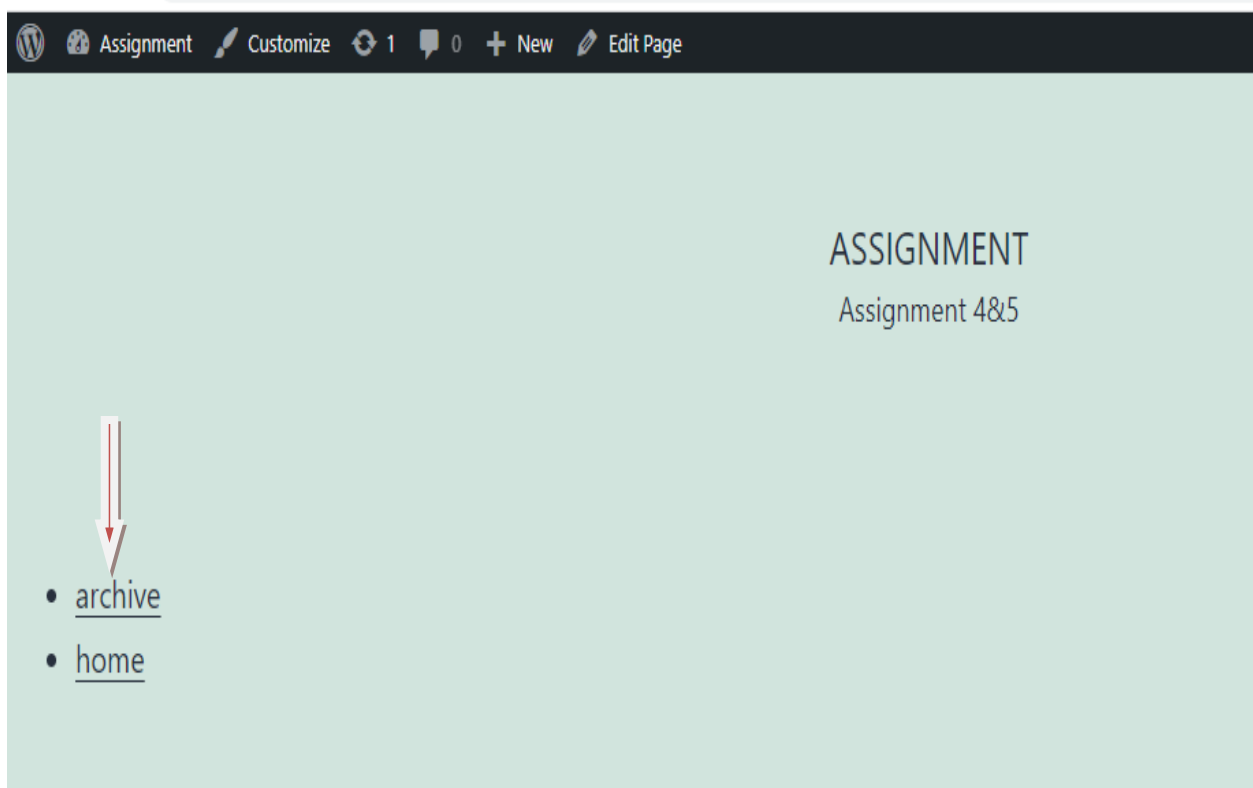 Assignment Customize 1 0 New Edit Page
ASSIGNMENT
Assignment 4&5
archive
home